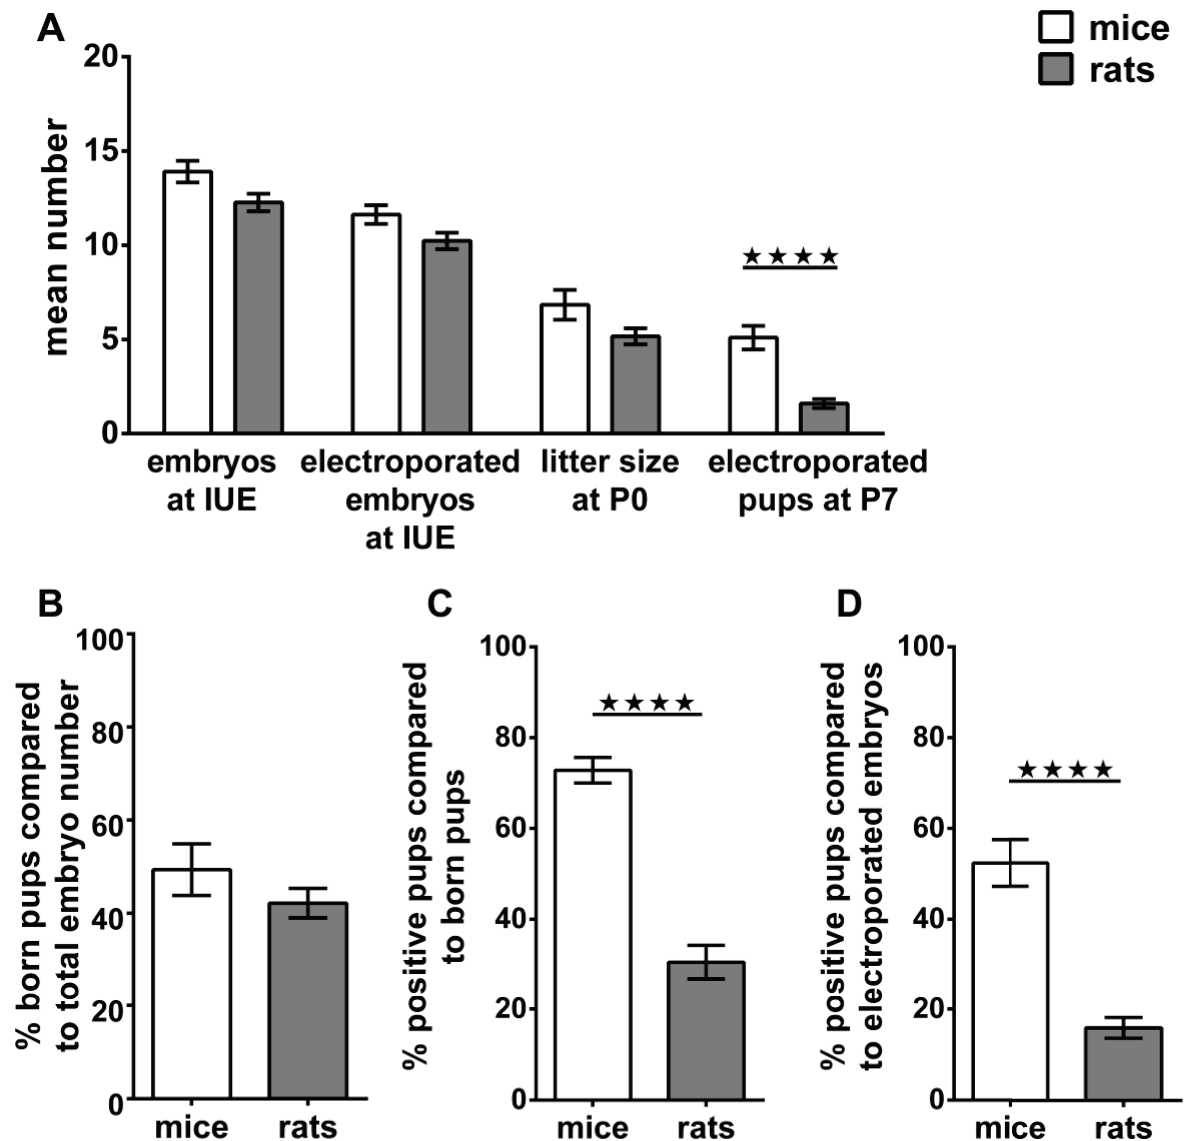 A
mice
rats
mean number
20
15
10
5
0
★★★★
embryos
at IUE
electroporated
embryos
at IUE
litter size
at P0
electroporated
pups at P7
B
% born pups compared
to total embryo number
100
80
60
40
20
0
mice
rats
C
% positive pups compared
to born pups
100
80
60
40
20
0
★★★★
mice
rats
D
% positive pups compared
to electroporated embryos
100
80
60
40
20
0
★★★★
mice
rats